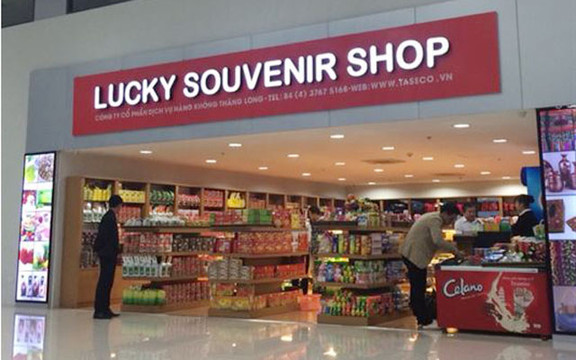 LUCKY SOUVENIR SHOP
CÔNG TY CỔ PHẦN DỊCH VỤ HÀNG KHÔNG THĂNG LONG - TEL: 84 (4) 3767 5168 - WEB: WWW.TASECO.VN
Celano